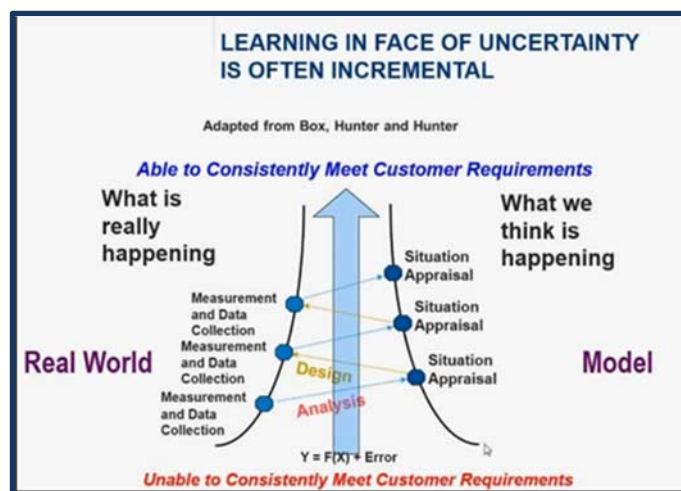 LEARNING IN FACE OF UNCERTAINTY
IS OFTEN INCREMENTAL
Adapted from Box, Hunter and Hunter
Able to Consistently Meet Customer Requirements
What is
really
happening
What we
think is
happening
Situation
Appraisal
Measurement
and Data
Collection
Situation
Appraisal
Real World
Measurement
and Data
Collection
Design
Situation
Appraisal
Model
Measurement
and Data
Collection
Analysis
Y = F(X) + Error
Unable to Consistently Meet Customer Requirements